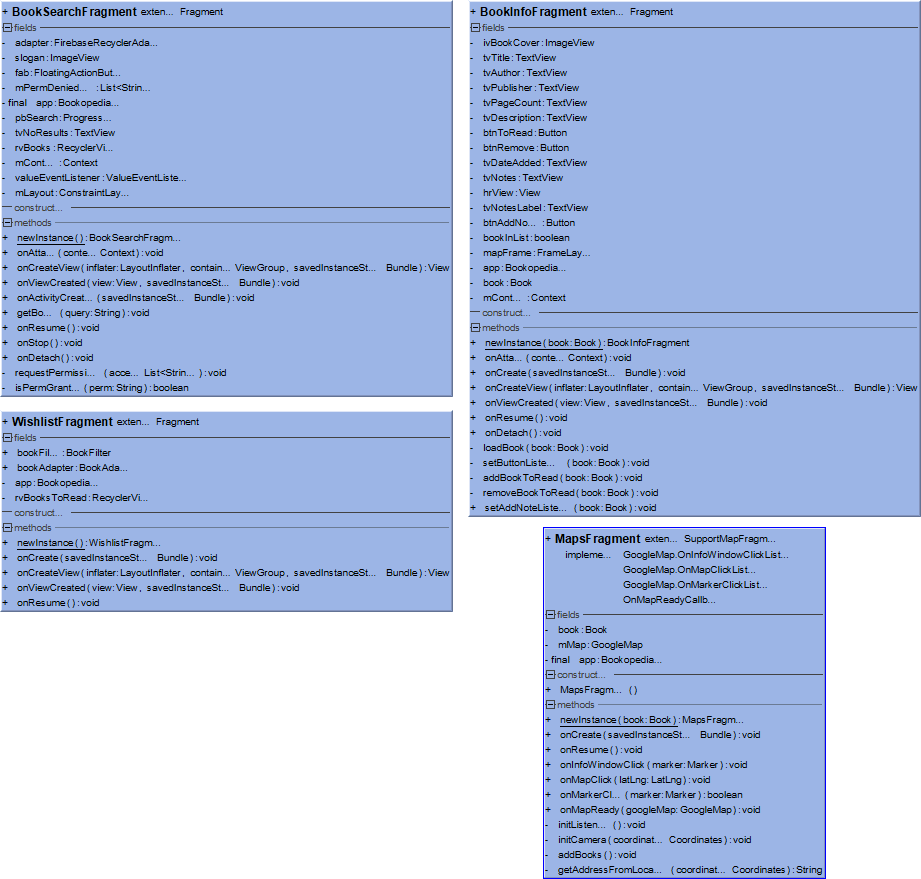 + BookSearchFragment exten... Fragment
fields
- adapter:FirebaseRecyclerAda...
- slogan:ImageView
- fab:FloatingActionBut...
- mPermDenied... :List<Strin...
- final app:Bookopedia...
- pbSearch:Progress...
- tvNoResults:TextView
- rvBooks:RecyclerVi...
- mCont... :Context
- valueEventListener:ValueEventListe...
- mLayout:ConstraintLay...
construct...
methods
+ newInstance():BookSearchFragm...
+ onAtta... (conte... Context):void
+ onCreateView(inflater:LayoutInflater, contain... ViewGroup, savedInstanceSt... Bundle):View
+ onViewCreated(view:View, savedInstanceSt... Bundle):void
+ onActivityCreat... (savedInstanceSt... Bundle):void
+ getBo... (query:String):void
+ onResume():void
+ onStop():void
+ onDetach():void
- requestPermissi... (acce... List<Strin... ):void
- isPermGrant... (perm:String):boolean
+ WishlistFragment exten... Fragment
fields
+ bookFil... :BookFilter
+ bookAdapter:BookAda...
- app:Bookopedia...
- rvBooksToRead:RecyclerVi...
construct...
methods
+ newInstance():WishlistFragm...
+ onCreate(savedInstanceSt... Bundle):void
+ onCreateView(inflater:LayoutInflater, contain... ViewGroup, savedInstanceSt... Bundle):View
+ onViewCreated(view:View, savedInstanceSt... Bundle):void
+ onResume():void
+ BookInfoFragment exten... Fragment
fields
- ivBookCover:ImageView
- tvTitle:TextView
- tvAuthor:TextView
- tvPublisher:TextView
- tvPageCount:TextView
- tvDescription:TextView
- btnToRead:Button
- btnRemove:Button
- tvDateAdded:TextView
- tvNotes:TextView
- hrView:View
- tvNotesLabel:TextView
- btnAddNo... :Button
- bookInList:boolean
- mapFrame:FrameLay...
- app:Bookopedia...
- book:Book
- mCont... :Context
construct...
methods
+ newInstance(book:Book):BookInfoFragment
+ onAtta... (conte... Context):void
+ onCreate(savedInstanceSt... Bundle):void
+ onCreateView(inflater:LayoutInflater, contain... ViewGroup, savedInstanceSt... Bundle):View
+ onViewCreated(view:View, savedInstanceSt... Bundle):void
+ onResume():void
+ onDetach():void
- loadBook(book:Book):void
- setButtonListe... (book:Book):void
- addBookToRead(book:Book):void
- removeBookToRead(book:Book):void
+ setAddNoteListe... (book:Book):void
+ MapsFragment exten... SupportMapFragm...
impleme... GoogleMap.OnInfoWindowClickList...
GoogleMap.OnMapClickList...
GoogleMap.OnMarkerClickList...
OnMapReadyCallb...
fields
- book:Book
- mMap:GoogleMap
- final app:Bookopedia...
construct...
+ MapsFragm... ()
methods
+ newInstance(book:Book):MapsFragm...
+ onCreate(savedInstanceSt... Bundle):void
+ onResume():void
+ onInfoWindowClick(marker:Marker):void
+ onMapClick(latLng:LatLng):void
+ onMarkerCl... (marker:Marker):boolean
+ onMapReady(googleMap:GoogleMap):void
- initListen... ():void
- initCamera(coordinat... Coordinates):void
- addBooks():void
- getAddressFromLoca... (coordinat... Coordinates):String